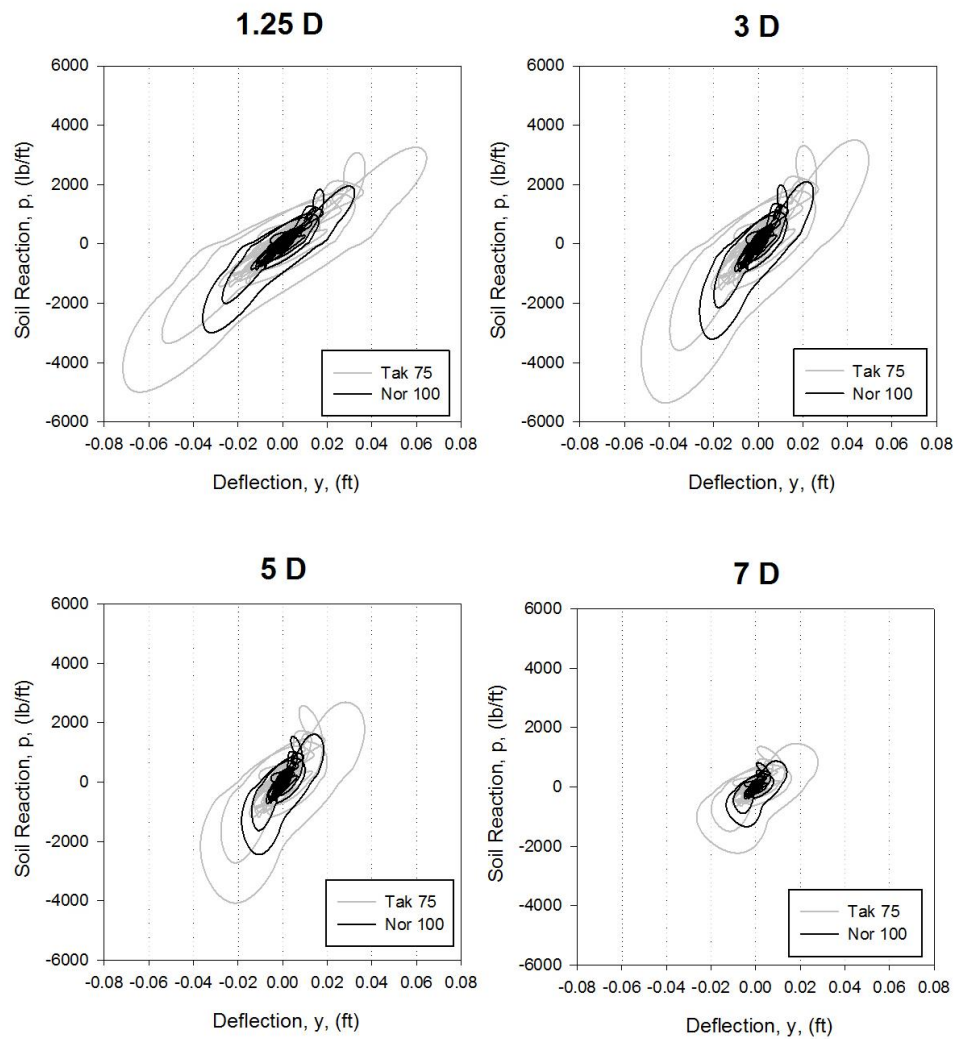 1.25 D
6000
4000
2000
0
-2000
-4000
-6000
Soil Reaction, p, (lb/ft)
Tak 75
Nor 100
-0.08 -0.06 -0.04 -0.02 0.00 0.02 0.04 0.06 0.08
Deflection, y, (ft)
3 D
6000
4000
2000
0
-2000
-4000
-6000
Soil Reaction, p, (lb/ft)
Tak 75
Nor 100
-0.08 -0.06 -0.04 -0.02 0.00 0.02 0.04 0.06 0.08
Deflection, y, (ft)
5 D
6000
4000
2000
0
-2000
-4000
-6000
Soil Reaction, p, (lb/ft)
Tak 75
Nor 100
-0.08 -0.06 -0.04 -0.02 0.00 0.02 0.04 0.06 0.08
Deflection, y, (ft)
7 D
6000
4000
2000
0
-2000
-4000
-6000
Soil Reaction, p, (lb/ft)
Tak 75
Nor 100
-0.08 -0.06 -0.04 -0.02 0.00 0.02 0.04 0.06 0.08
Deflection, y, (ft)